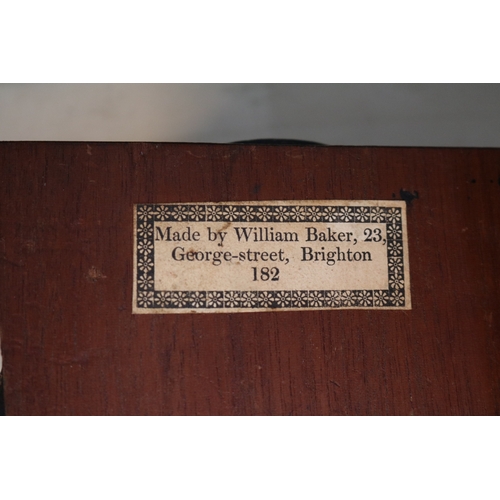 Made by William Baker, 23,
George-street, Brighton
182